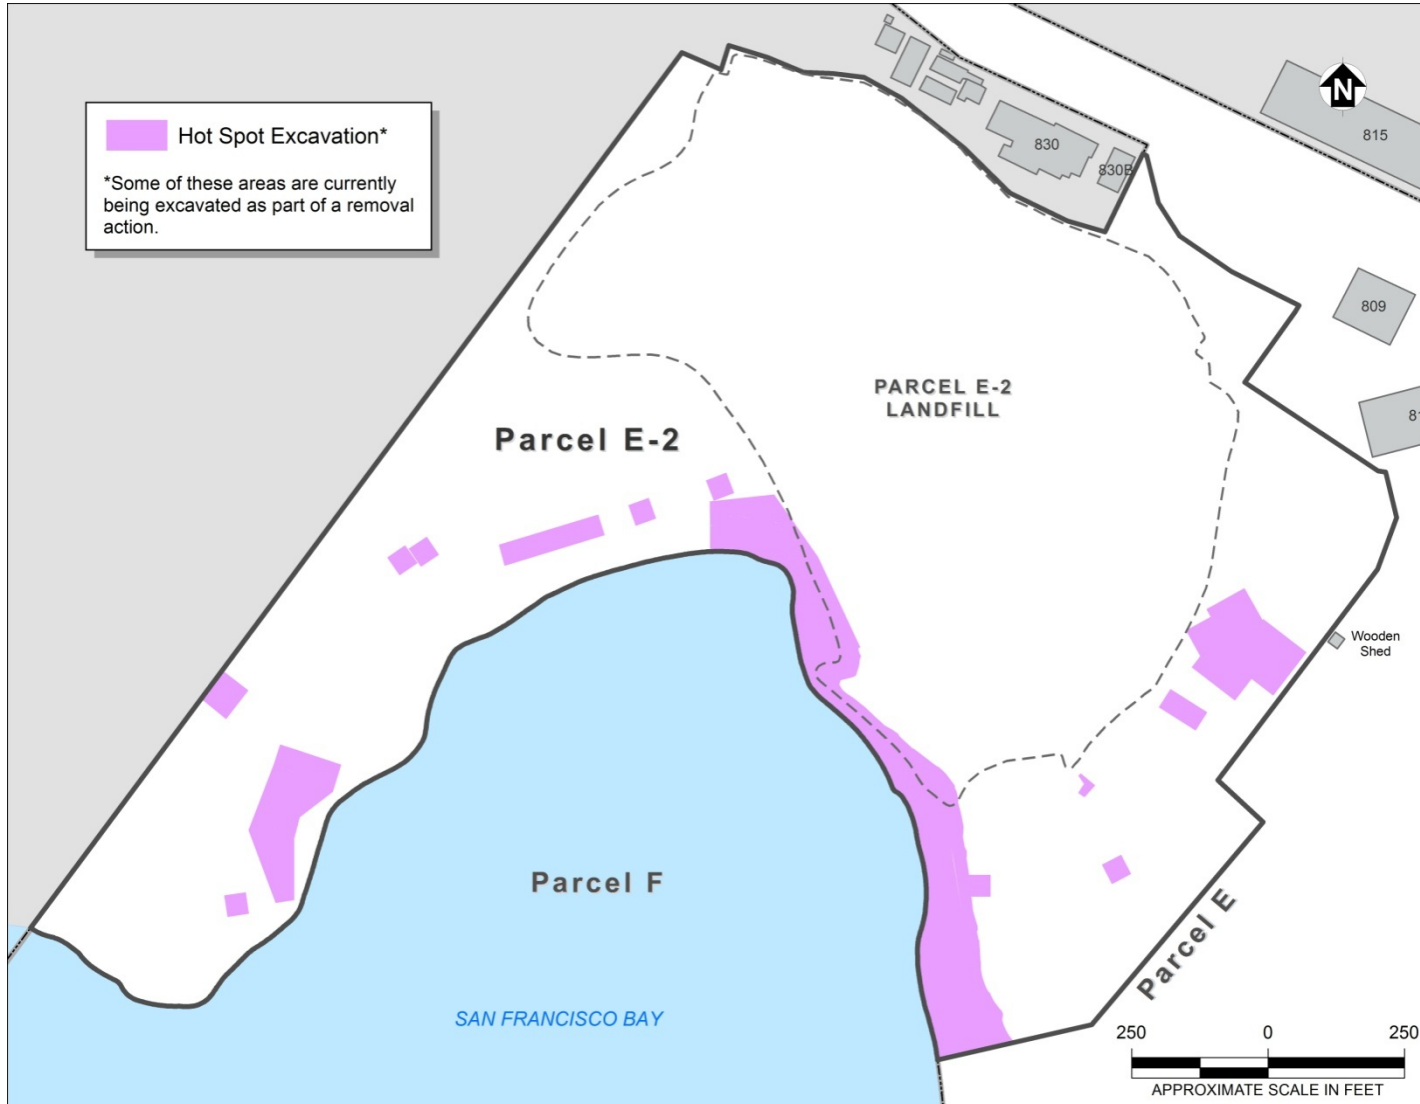 N
815
830
830B
Hot Spot Excavation*
*Some of these areas are currently
being excavated as part of a removal
action.
809
PARCEL E-2
LANDFILL
81
Parcel E-2
Wooden
Shed
Parcel F
Parcel E
SAN FRANCISCO BAY
250 0 250
APPROXIMATE SCALE IN FEET